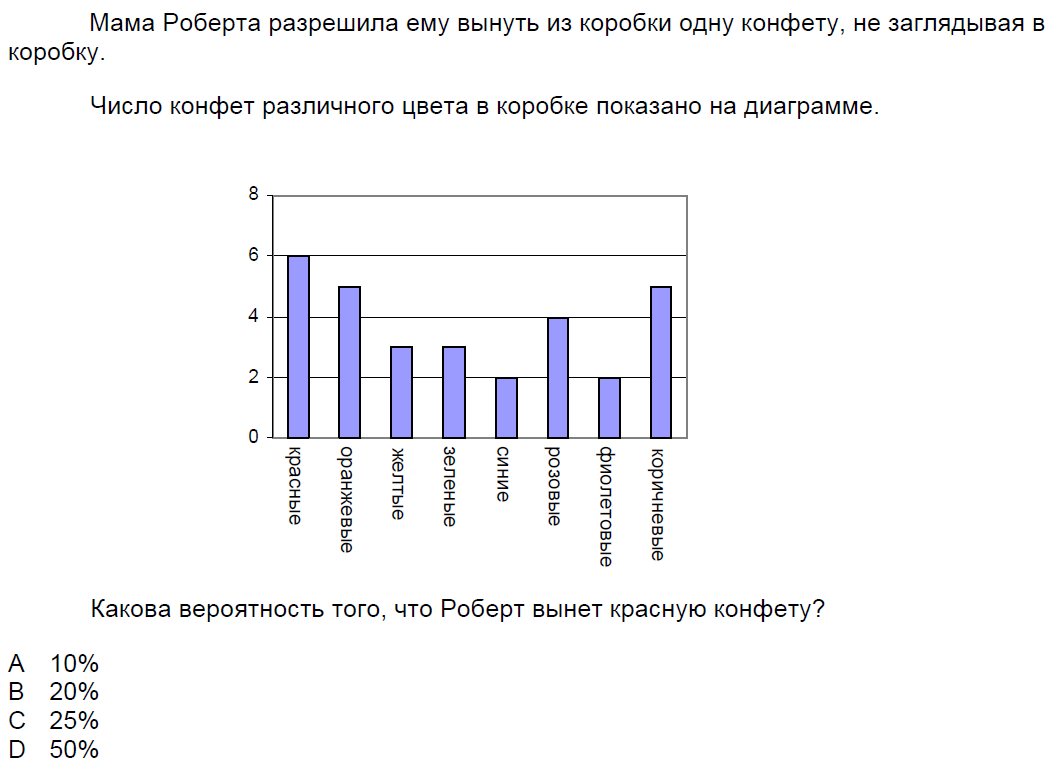 Мама Роберта разрешила ему вынуть из коробки одну конфету, не заглядывая в
коробку.
Число конфет различного цвета в коробке показано на диаграмме.
8
6
4
2
0
красные
оранжевые
желтые
зеленые
синие
розовые
фиолетовые
коричневые
Какова вероятность того, что Роберт вынет красную конфету?
A 10%
B 20%
C 25%
D 50%